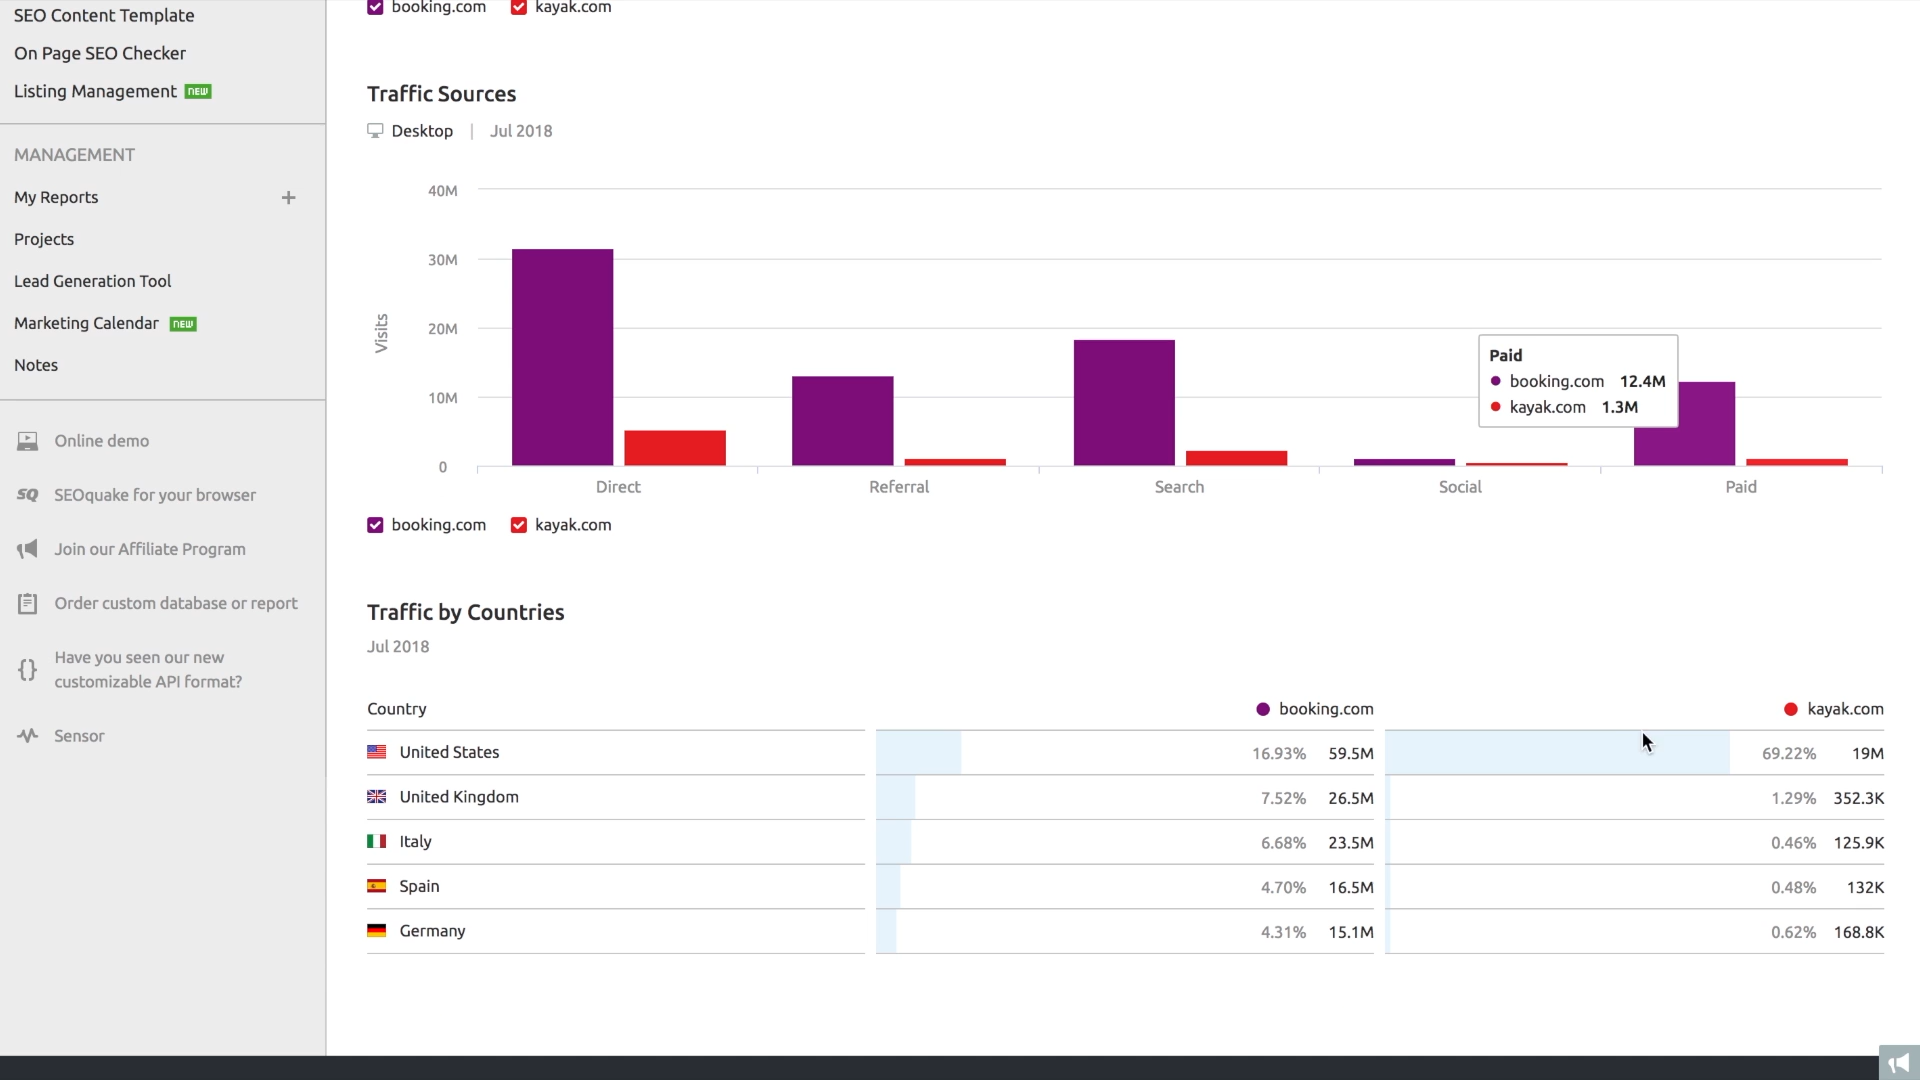 SEO Content Template
On Page SEO Checker
Listing Management new
MANAGEMENT
My Reports +
Projects
Lead Generation Tool
Marketing Calendar new
Notes
Online demo
SQ SEOquake for your browser
Join our Affiliate Program
Order custom database or report
{} Have you seen our new
customizable API format?
Sensor
booking.com kayak.com
Traffic Sources
Desktop | Jul 2018
40M
30M
20M
10M
0
Visits
Paid
booking.com 12.4M
kayak.com 1.3M
Direct Referral Search Social Paid
booking.com kayak.com
Traffic by Countries
Jul 2018
Country booking.com kayak.com
United States 16.93% 59.5M 69.22% 19M
United Kingdom 7.52% 26.5M 1.29% 352.3K
Italy 6.68% 23.5M 0.46% 125.9K
Spain 4.70% 16.5M 0.48% 132K
Germany 4.31% 15.1M 0.62% 168.8K